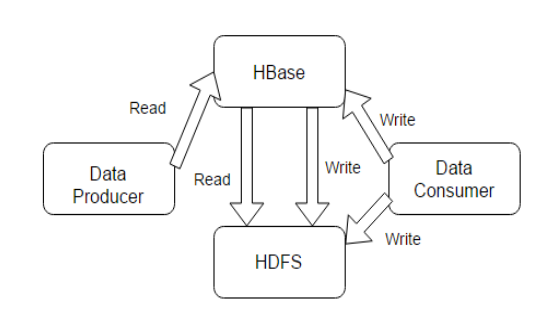 HBase
Read
Write
Data
Producer
Read
Write
Data
Consumer
Write
HDFS